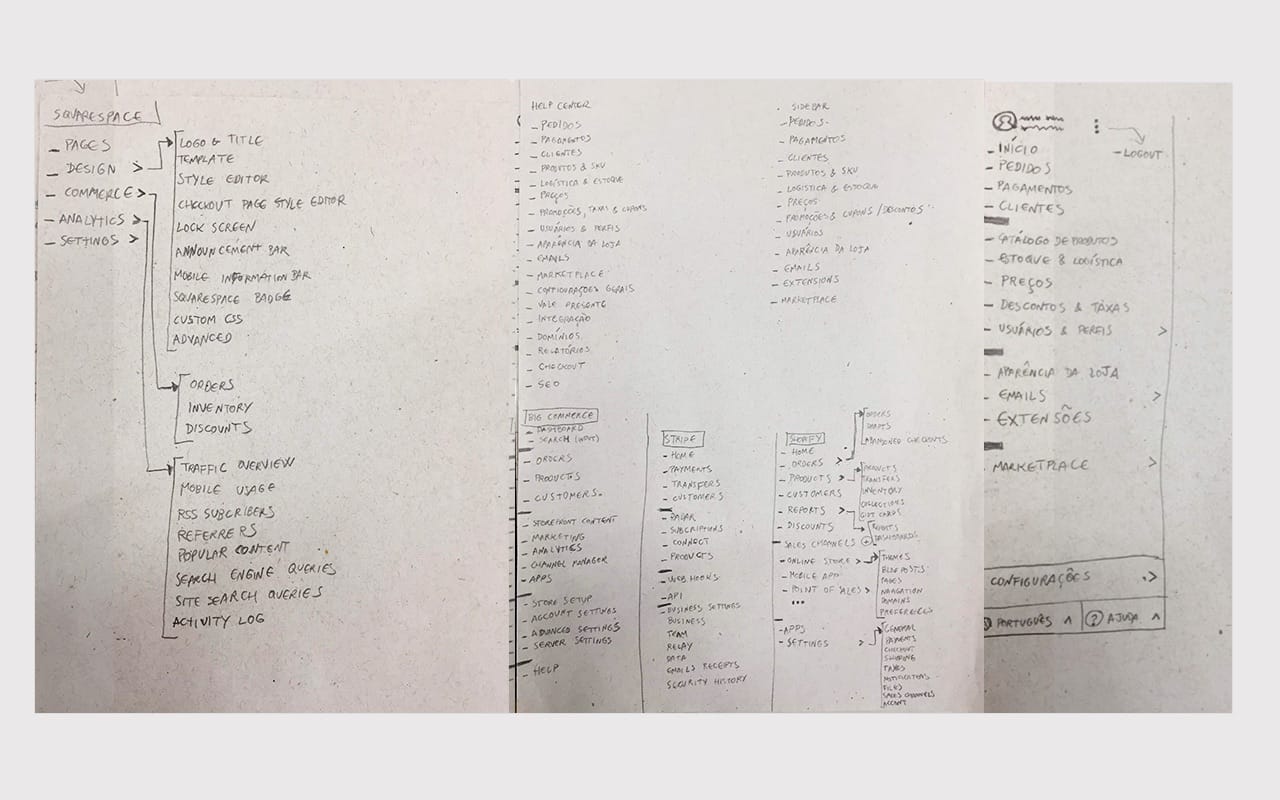 SQUARESPACE
- PAGES
- DESIGN >
- COMMERCE >
- ANALYTICS >
- SETTINGS >
LOGO & TITLE
TEMPLATE
STYLE EDITOR
CHECKOUT PAGE STYLE EDITOR
LOCK SCREEN
ANNOUNCEMENT BAR
MOBILE INFORMATION BAR
SQUARESPACE BADGE
CUSTOM CSS
ADVANCED
ORDERS
INVENTORY
DISCOUNTS
TRAFFIC OVERVIEW
MOBILE USAGE
RSS SUBCRIBERS
REFERRERS
POPULAR CONTENT
SEARCH ENGINE QUERIES
SITE SEARCH QUERIES
ACTIVITY LOG
HELP CENTER
- PEDIDOS
- PAGAMENTOS
- CLIENTES
- PRODUTOS & SKU
- LOGÍSTICA & ESTOQUE
- PREÇOS
- PROMOÇÕES, TAXAS & CUPONS
- USUÁRIOS & PERFIS
- APARÊNCIA DA LOJA
- EMAILS
- MARKETPLACE
- CONFIGURAÇÕES GERAIS
- VALE PRESENTE
- INTEGRAÇÃO
- DOMÍNIOS
- RELATÓRIOS
- CHECKOUT
- SEO
SIDEBAR
- PEDIDOS
- PAGAMENTOS
- CLIENTES
- PRODUTOS & SKU
- LOGISTICA & ESTOQUE
- PREÇOS
- PROMOÇÕES & CUPONS / DESCONTOS
- USUÁRIOS
- APARÊNCIA DA LOJA
- EMAILS
- EXTENSIONS
- MARKETPLACE
BIG COMMERCE
- DASHBOARD
- SEARCH (INPUT)
- ORDERS
- PRODUCTS
- CUSTOMERS
- STOREFRONT CONTENT
- MARKETING
- ANALYTICS
- CHANNEL MANAGER
- APPS
- STORE SETUP
- ACCOUNT SETTINGS
- ADVANCED SETTINGS
- SERVER SETTINGS
- HELP
STRIPE
- HOME
- PAYMENTS
- TRANSFERS
- CUSTOMERS
- RADAR
- SUBSCRIPTIONS
- CONNECT
- PRODUCTS
- WEB HOOKS
- API
- BUSINESS SETTINGS
BUSINESS
TEAM
RELAY
DATA
EMAILS RECEIPTS
SECURITY HISTORY
SHOPIFY
- HOME
- ORDERS >
- PRODUCTS >
- CUSTOMERS
- REPORTS >
- DISCOUNTS
SALES CHANNELS +
- ONLINE STORE >
- MOBILE APP
- POINT OF SALES >
...
- APPS
- SETTINGS >
ORDERS
DRAFTS
ABANDONED CHECKOUTS
PRODUCTS
TRANSFERS
INVENTORY
COLLECTIONS
GIFT CARDS
DASHBOARDS
THEMES
BLOG POSTS
PAGES
NAVIGATION
DOMAINS
PREFERENCES
GENERAL
PAYMENTS
CHECKOUT
SHIPPING
TAXES
NOTIFICATIONS
FILES
SALES CHANNELS
ACCOUNT
- LOGOUT
- INÍCIO
- PEDIDOS
- PAGAMENTOS
- CLIENTES
- CATÁLOGO DE PRODUTOS
- ESTOQUE & LOGÍSTICA
- PREÇOS
- DESCONTOS & TAXAS
- USUÁRIOS & PERFIS >
- APARÊNCIA DA LOJA
- EMAILS >
- EXTENSÕES
MARKETPLACE >
CONFIGURAÇÕES >
PORTUGUÊS ^
? AJUDA ^